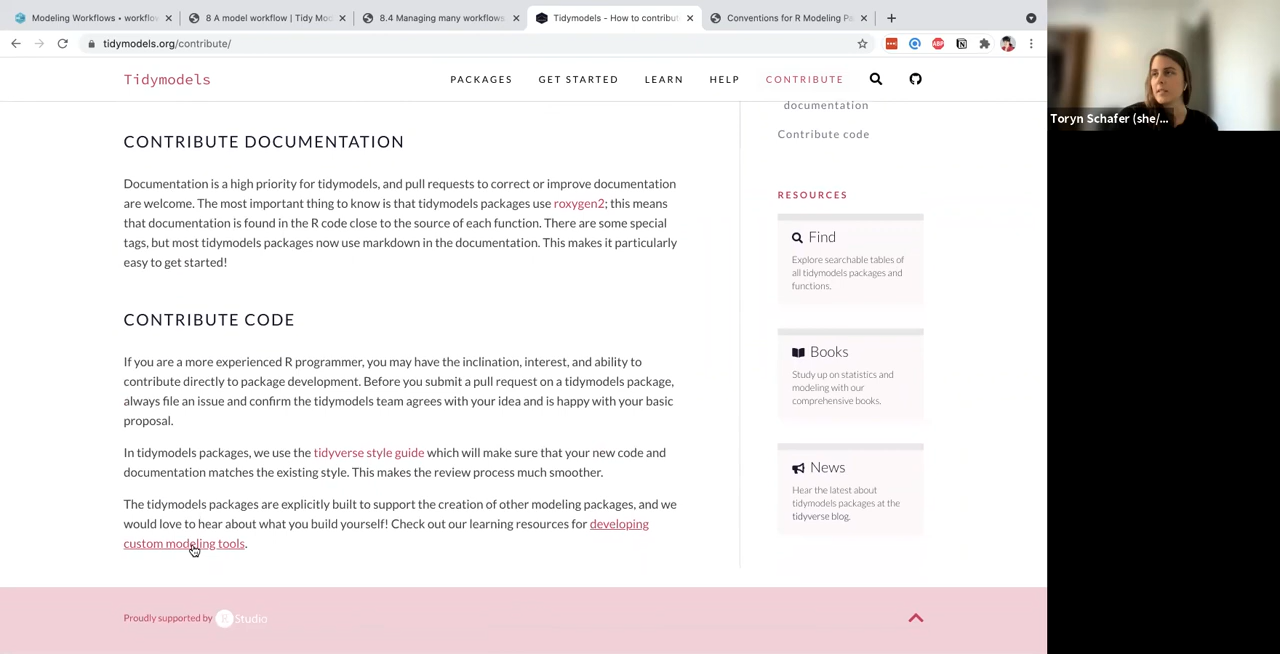 Modeling Workflows • workflow
8 A model workflow | Tidy Mod
8.4 Managing many workflows
Tidymodels - How to contribut
Conventions for R Modeling Pa
tidymodels.org/contribute/
ABP
Tidymodels
PACKAGES GET STARTED LEARN HELP CONTRIBUTE
documentation
Contribute code
CONTRIBUTE DOCUMENTATION
Documentation is a high priority for tidymodels, and pull requests to correct or improve documentation
are welcome. The most important thing to know is that tidymodels packages use roxygen2; this means
that documentation is found in the R code close to the source of each function. There are some special
tags, but most tidymodels packages now use markdown in the documentation. This makes it particularly
easy to get started!
CONTRIBUTE CODE
If you are a more experienced R programmer, you may have the inclination, interest, and ability to
contribute directly to package development. Before you submit a pull request on a tidymodels package,
always file an issue and confirm the tidymodels team agrees with your idea and is happy with your basic
proposal.
In tidymodels packages, we use the tidyverse style guide which will make sure that your new code and
documentation matches the existing style. This makes the review process much smoother.
The tidymodels packages are explicitly built to support the creation of other modeling packages, and we
would love to hear about what you build yourself! Check out our learning resources for developing
custom modeling tools.
RESOURCES
Find
Explore searchable tables of
all tidymodels packages and
functions.
Books
Study up on statistics and
modeling with our
comprehensive books.
News
Hear the latest about
tidymodels packages at the
tidyverse blog.
Proudly supported by R Studio
Toryn Schafer (she/...